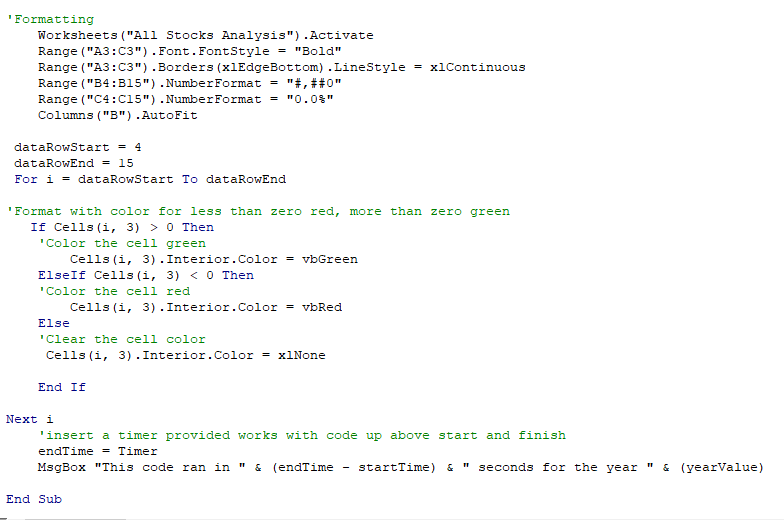 'Formatting
    Worksheets("All Stocks Analysis").Activate
    Range("A3:C3").Font.FontStyle = "Bold"
    Range("A3:C3").Borders(xlEdgeBottom).LineStyle = xlContinuous
    Range("B4:B15").NumberFormat = "#,##0"
    Range("C4:C15").NumberFormat = "0.0%"
    Columns("B").AutoFit

 dataRowStart = 4
 dataRowEnd = 15
 For i = dataRowStart To dataRowEnd

'Format with color for less than zero red, more than zero green
   If Cells(i, 3) > 0 Then
    'Color the cell green
        Cells(i, 3).Interior.Color = vbGreen
    ElseIf Cells(i, 3) < 0 Then
    'Color the cell red
        Cells(i, 3).Interior.Color = vbRed
    Else
    'Clear the cell color
     Cells(i, 3).Interior.Color = xlNone

    End If

Next i
    'insert a timer provided works with code up above start and finish
    endTime = Timer
    MsgBox "This code ran in " & (endTime - startTime) & " seconds for the year " & (yearValue)

End Sub